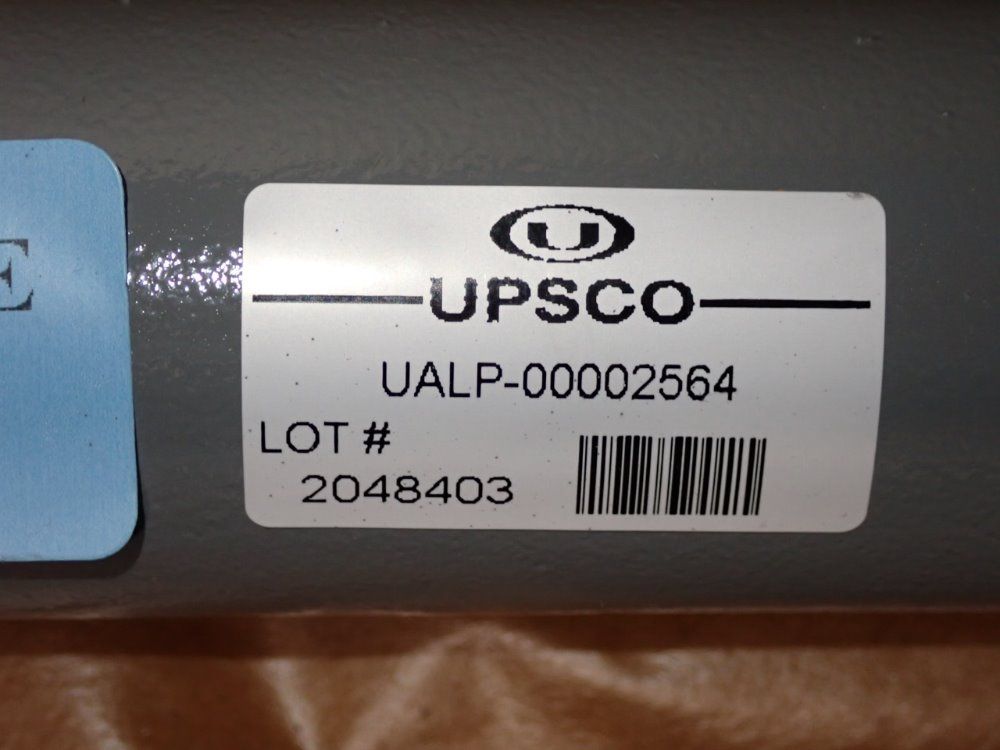 E
U
UPSCO
UALP-00002564
LOT #
2048403